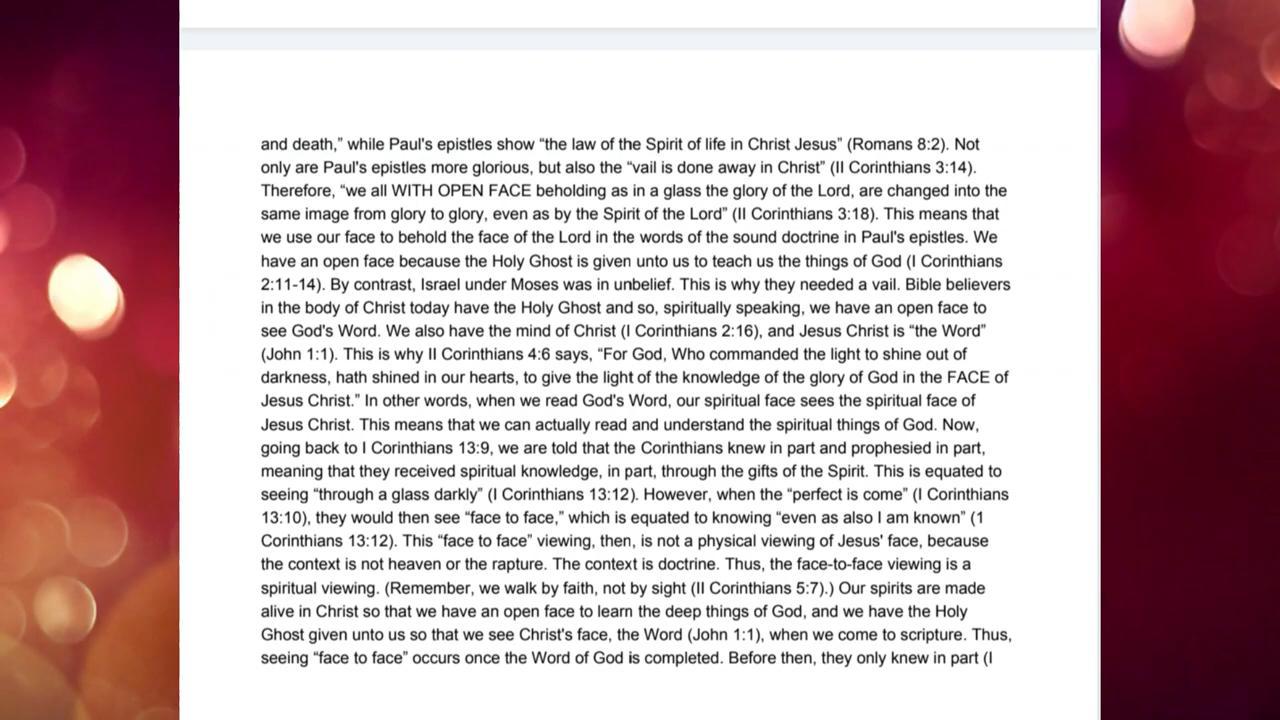 and death,” while Paul's epistles show “the law of the Spirit of life in Christ Jesus” (Romans 8:2). Not
only are Paul's epistles more glorious, but also the “vail is done away in Christ” (II Corinthians 3:14).
Therefore, “we all WITH OPEN FACE beholding as in a glass the glory of the Lord, are changed into the
same image from glory to glory, even as by the Spirit of the Lord” (II Corinthians 3:18). This means that
we use our face to behold the face of the Lord in the words of the sound doctrine in Paul's epistles. We
have an open face because the Holy Ghost is given unto us to teach us the things of God (I Corinthians
2:11-14). By contrast, Israel under Moses was in unbelief. This is why they needed a vail. Bible believers
in the body of Christ today have the Holy Ghost and so, spiritually speaking, we have an open face to
see God's Word. We also have the mind of Christ (I Corinthians 2:16), and Jesus Christ is “the Word”
(John 1:1). This is why II Corinthians 4:6 says, “For God, Who commanded the light to shine out of
darkness, hath shined in our hearts, to give the light of the knowledge of the glory of God in the FACE of
Jesus Christ.” In other words, when we read God's Word, our spiritual face sees the spiritual face of
Jesus Christ. This means that we can actually read and understand the spiritual things of God. Now,
going back to I Corinthians 13:9, we are told that the Corinthians knew in part and prophesied in part,
meaning that they received spiritual knowledge, in part, through the gifts of the Spirit. This is equated to
seeing “through a glass darkly” (I Corinthians 13:12). However, when the “perfect is come” (I Corinthians
13:10), they would then see “face to face,” which is equated to knowing “even as also I am known” (1
Corinthians 13:12). This “face to face” viewing, then, is not a physical viewing of Jesus' face, because
the context is not heaven or the rapture. The context is doctrine. Thus, the face-to-face viewing is a
spiritual viewing. (Remember, we walk by faith, not by sight (II Corinthians 5:7).) Our spirits are made
alive in Christ so that we have an open face to learn the deep things of God, and we have the Holy
Ghost given unto us so that we see Christ's face, the Word (John 1:1), when we come to scripture. Thus,
seeing “face to face” occurs once the Word of God is completed. Before then, they only knew in part (I